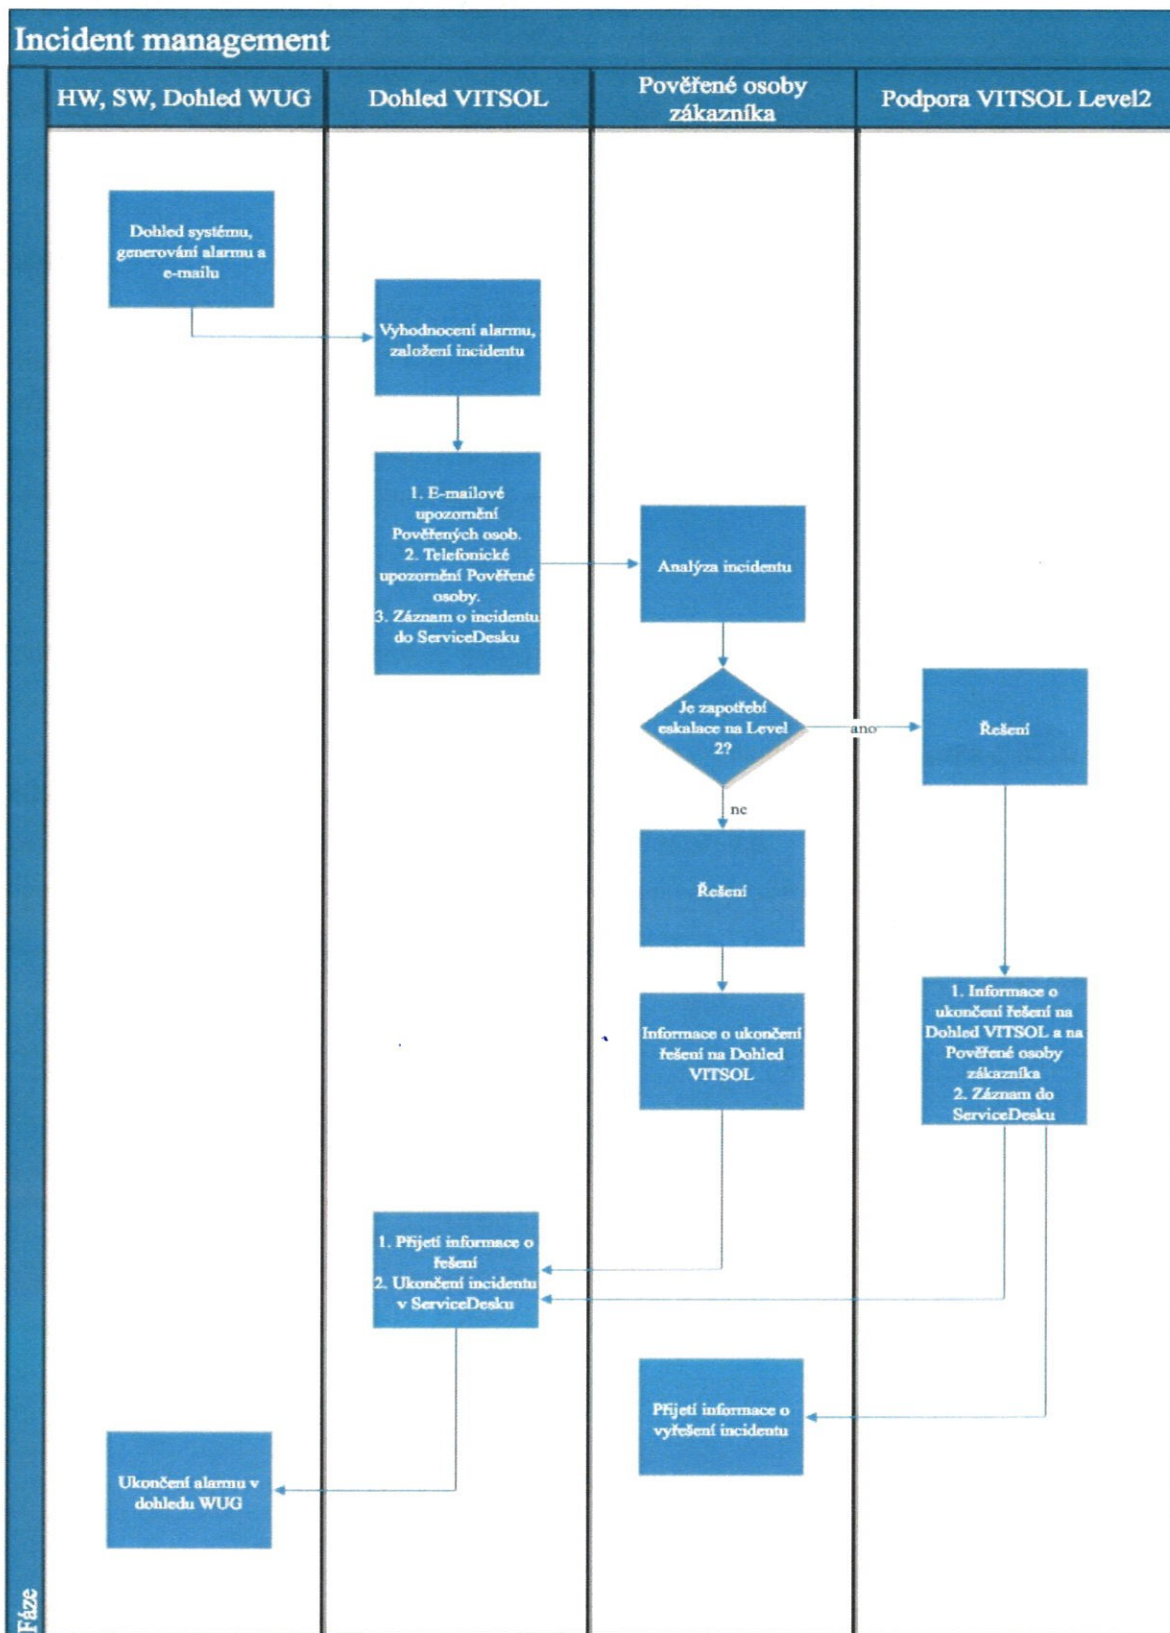 Incident management
HW, SW, Dohled WUG
Dohled VITSOL
Pověřené osoby
zákazníka
Podpora VITSOL Level2
Dohled systému,
generování alarmu a
e-mailu
Vyhodnocení alarmu,
založení incidentu
1. E-mailové
upozornění
Pověřených osob.
2. Telefonické
upozornění Pověřené
osoby.
3. Záznam o incidentu
do ServiceDesku
Analýza incidentu
Je zapotřebí
eskalace na Level
2?
ano
Řešení
ne
Řešení
Informace o ukončení
řešení na Dohled
VITSOL
1. Informace o
ukončení řešení na
Dohled VITSOL a na
Pověřené osoby
zákazníka
2. Záznam do
ServiceDesku
1. Přijetí informace o
řešení
2. Ukončení incidentu
v ServiceDesku
Přijetí informace o
vyřešení incidentu
Ukončení alarmu v
dohledu WUG
Fáze